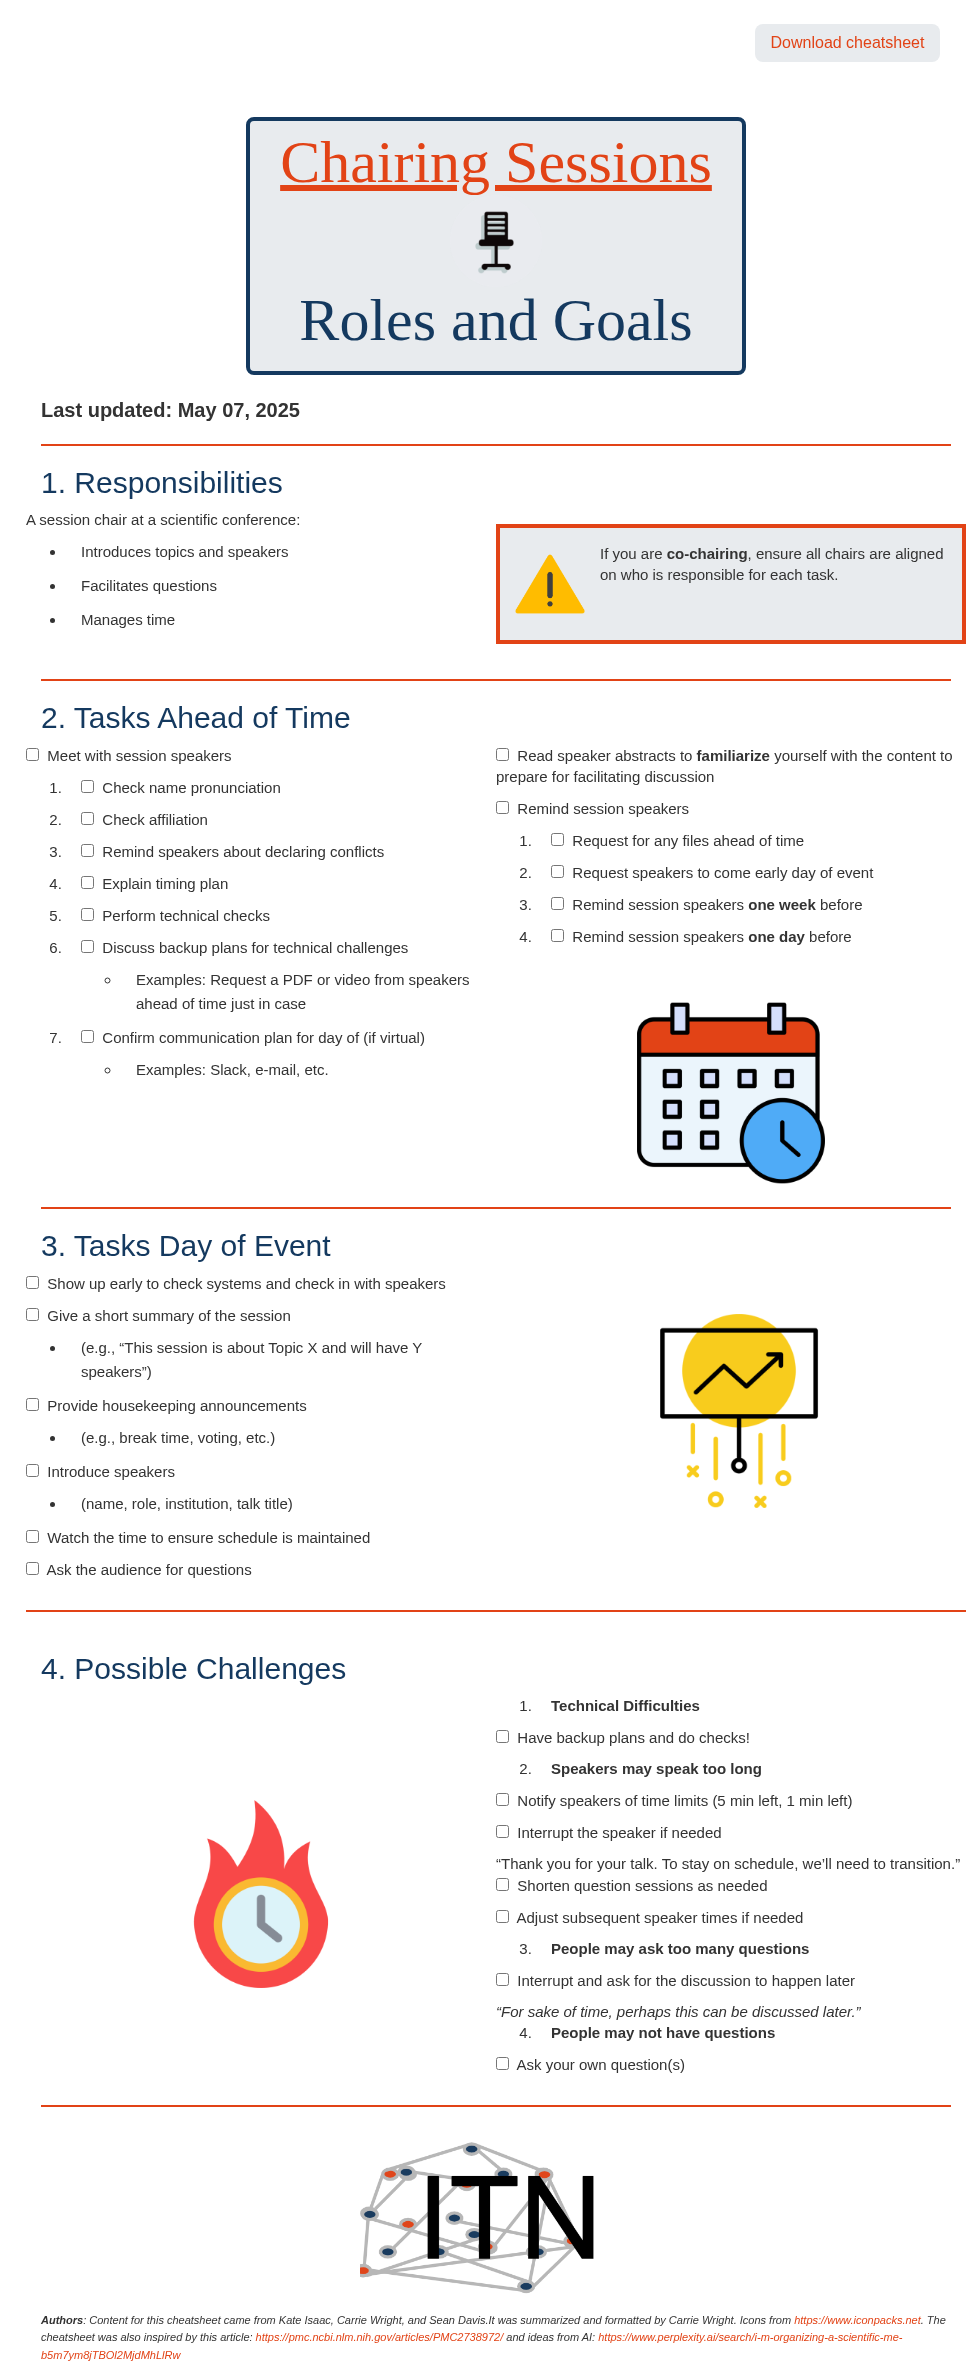 Download cheatsheet
Chairing Sessions
Roles and Goals
Last updated: May 07, 2025
1. Responsibilities
A session chair at a scientific conference:
Introduces topics and speakers
Facilitates questions
Manages time
If you are co-chairing, ensure all chairs are aligned
on who is responsible for each task.
2. Tasks Ahead of Time
Meet with session speakers
1. Check name pronunciation
2. Check affiliation
3. Remind speakers about declaring conflicts
4. Explain timing plan
5. Perform technical checks
6. Discuss backup plans for technical challenges
Examples: Request a PDF or video from speakers
ahead of time just in case
7. Confirm communication plan for day of (if virtual)
Examples: Slack, e-mail, etc.
Read speaker abstracts to familiarize yourself with the content to
prepare for facilitating discussion
Remind session speakers
1. Request for any files ahead of time
2. Request speakers to come early day of event
3. Remind session speakers one week before
4. Remind session speakers one day before
3. Tasks Day of Event
Show up early to check systems and check in with speakers
Give a short summary of the session
(e.g., “This session is about Topic X and will have Y
speakers”)
Provide housekeeping announcements
(e.g., break time, voting, etc.)
Introduce speakers
(name, role, institution, talk title)
Watch the time to ensure schedule is maintained
Ask the audience for questions
4. Possible Challenges
1. Technical Difficulties
Have backup plans and do checks!
2. Speakers may speak too long
Notify speakers of time limits (5 min left, 1 min left)
Interrupt the speaker if needed
“Thank you for your talk. To stay on schedule, we’ll need to transition.”
Shorten question sessions as needed
Adjust subsequent speaker times if needed
3. People may ask too many questions
Interrupt and ask for the discussion to happen later
“For sake of time, perhaps this can be discussed later.”
4. People may not have questions
Ask your own question(s)
ITN
Authors: Content for this cheatsheet came from Kate Isaac, Carrie Wright, and Sean Davis.It was summarized and formatted by Carrie Wright. Icons from https://www.iconpacks.net. The
cheatsheet was also inspired by this article: https://pmc.ncbi.nlm.nih.gov/articles/PMC2738972/ and ideas from AI: https://www.perplexity.ai/search/i-m-organizing-a-scientific-me-
b5m7ym8jTBOl2MjdMhLIRw